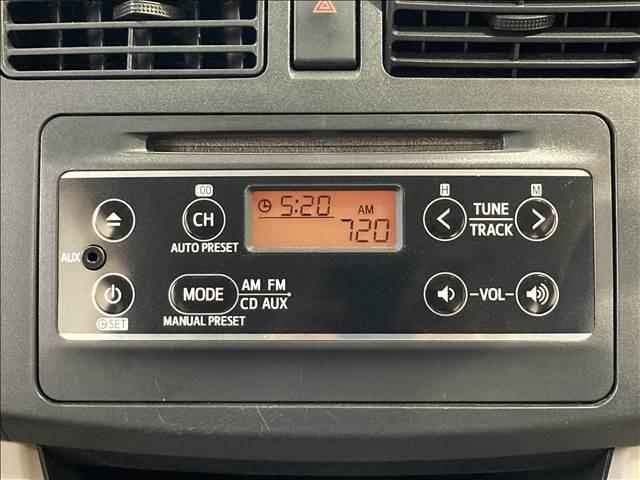 :00
H
M
CH
5:20
AM
720
TUNE
TRACK
AUTO PRESET
AUX
MODE
AM FM
CD AUX
VOL
SET
MANUAL PRESET